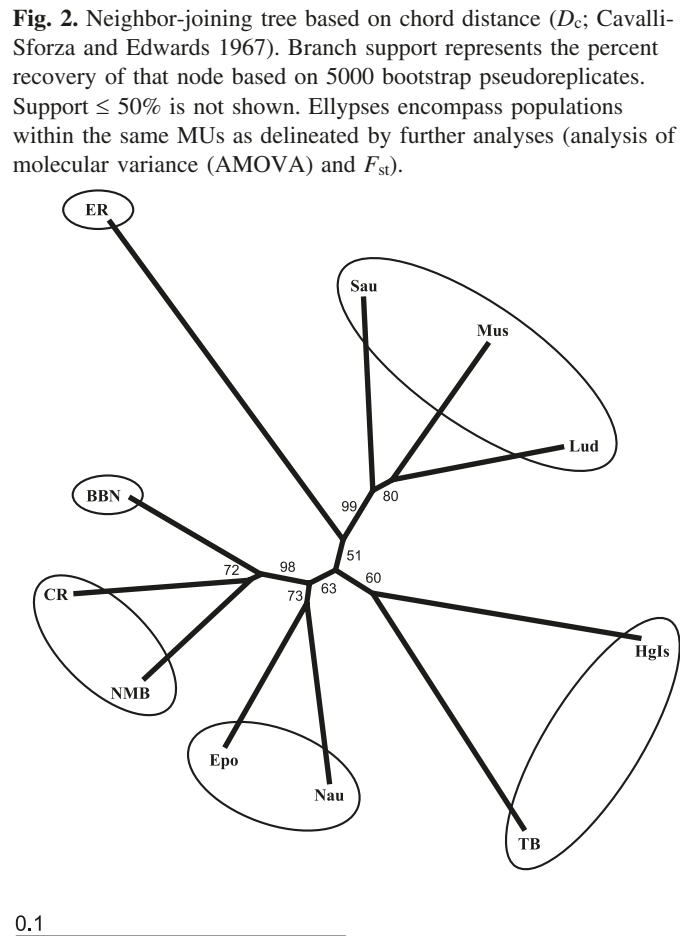 Fig. 2. Neighbor-joining tree based on chord distance (Dc; Cavalli-
Sforza and Edwards 1967). Branch support represents the percent
recovery of that node based on 5000 bootstrap pseudoreplicates.
Support ≤ 50% is not shown. Ellypses encompass populations
within the same MUs as delineated by further analyses (analysis of
molecular variance (AMOVA) and Fst).
ER
Sau
Mus
Lud
BBN
99
80
51
72
98
60
CR
73
63
HgIs
NMB
Epo
Nau
TB
0.1